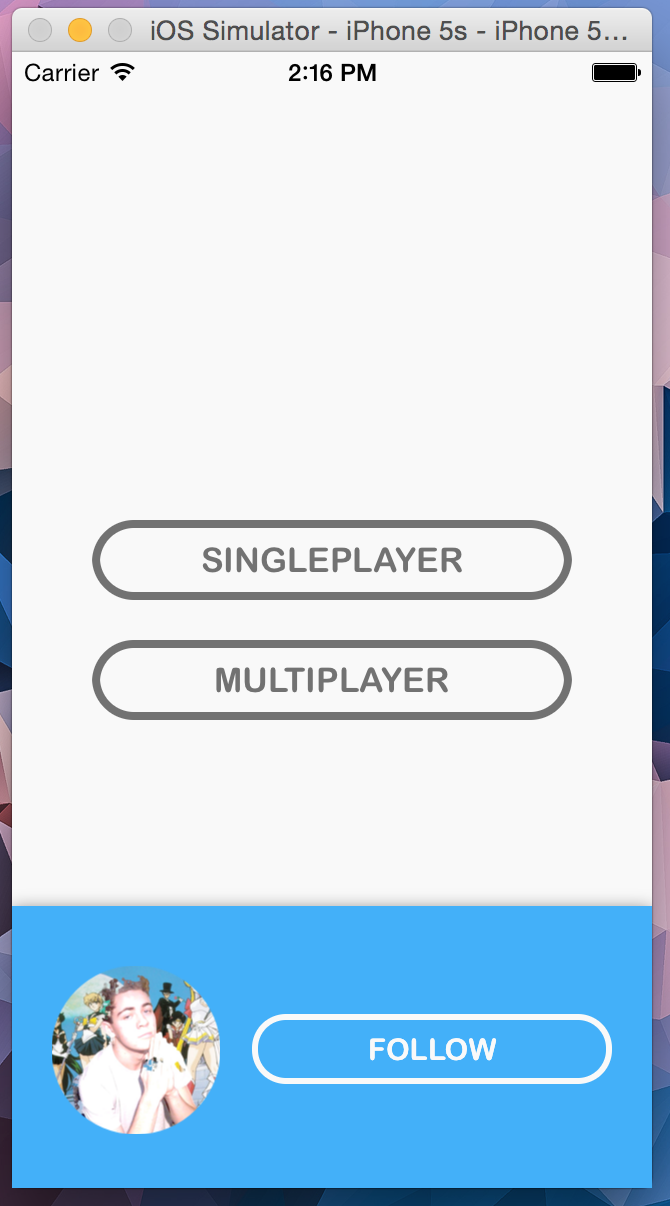 iOS Simulator - iPhone 5s - iPhone 5...
Carrier 2:16 PM
SINGLEPLAYER
MULTIPLAYER
FOLLOW